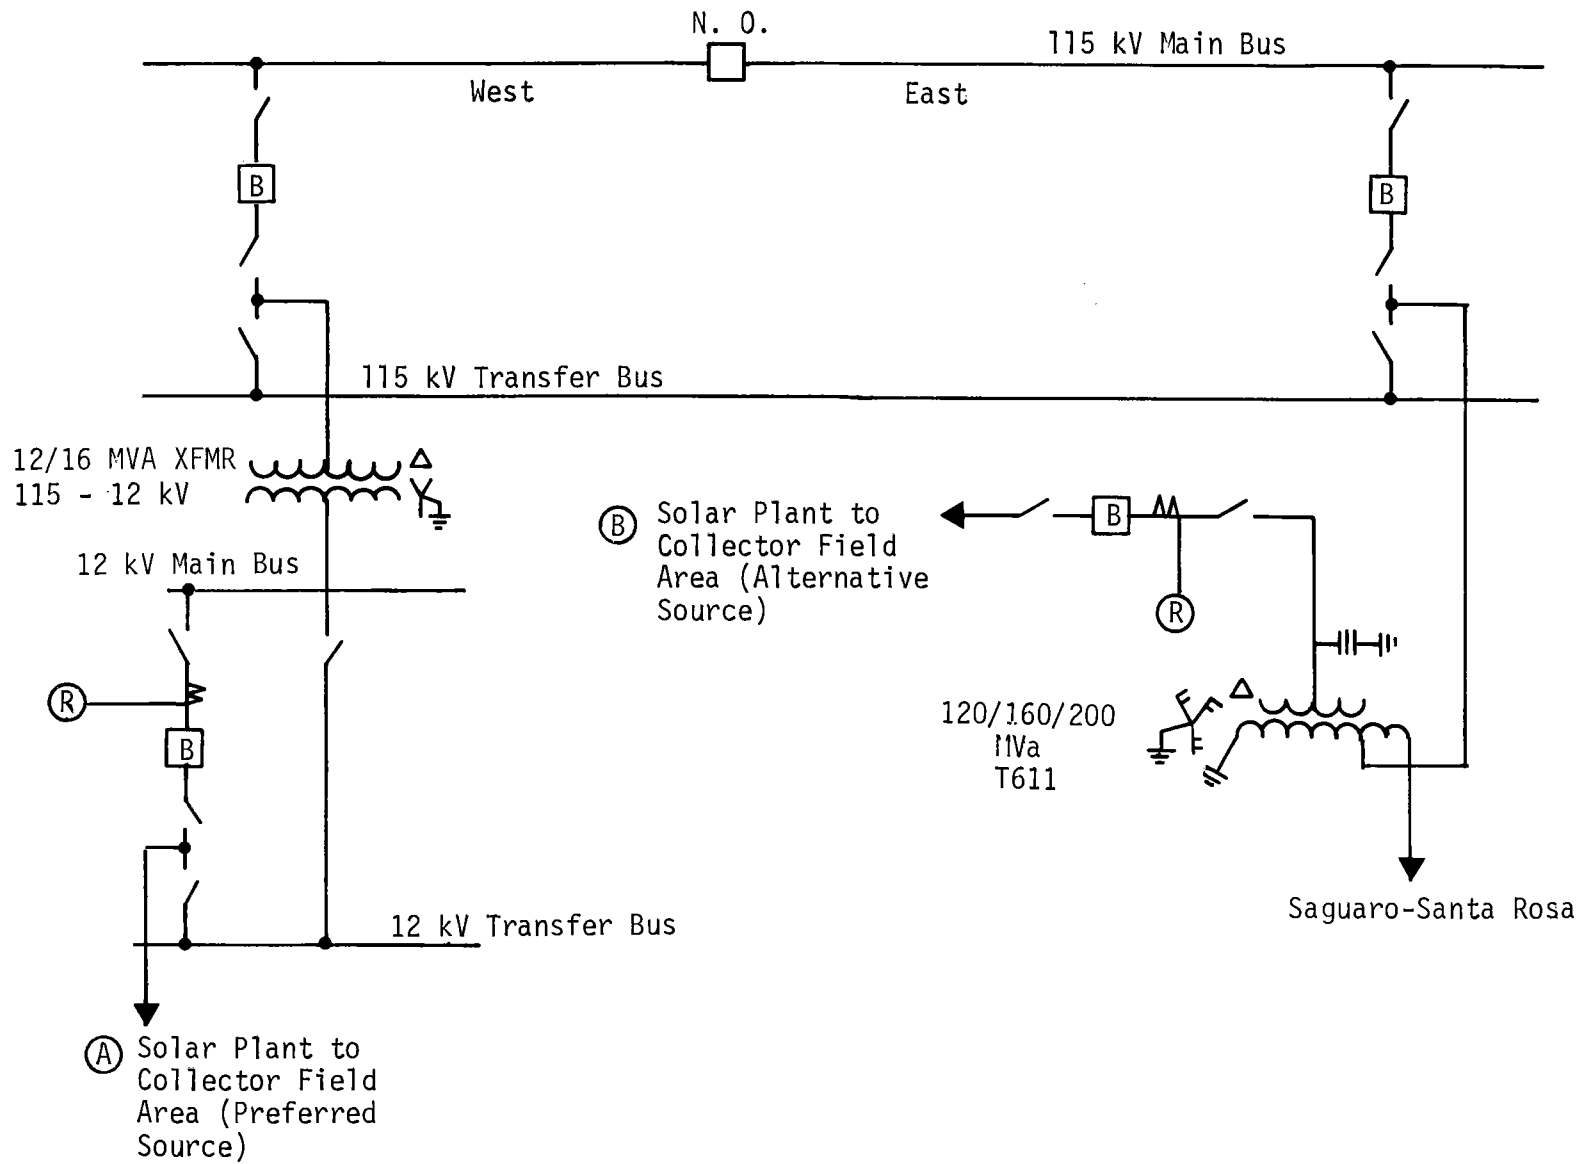 N. O.
115 kV Main Bus
West
East
B
B
115 kV Transfer Bus
12/16 MVA XFMR
115 - 12 kV
B
B
Solar Plant to
Collector Field
Area (Alternative
Source)
R
12 kV Main Bus
R
B
120/160/200
MVa
T611
12 kV Transfer Bus
Saguaro-Santa Rosa
A
Solar Plant to
Collector Field
Area (Preferred
Source)